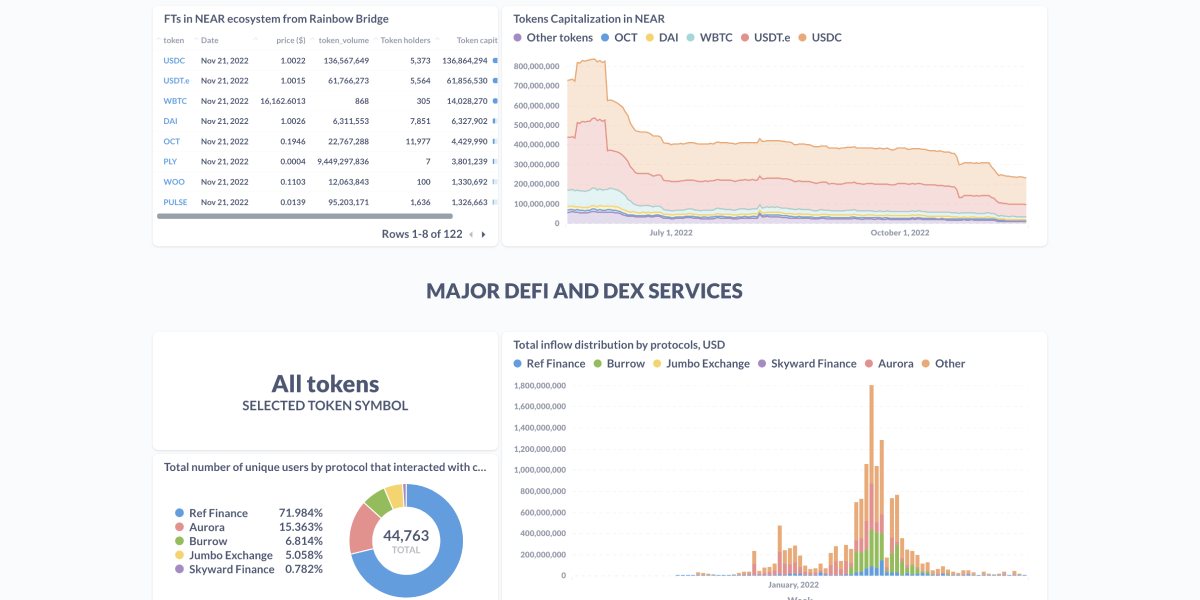 FTs in NEAR ecosystem from Rainbow Bridge
token Date price ($) token_volume Token holders Token capit
USDC Nov 21, 2022 1.0022 136,567,649 5,373 136,864,294
USDT.e Nov 21, 2022 1.0015 61,766,273 5,564 61,856,530
WBTC Nov 21, 2022 16,162.6013 868 305 14,028,270
DAI Nov 21, 2022 1.0026 6,311,553 7,851 6,327,902
OCT Nov 21, 2022 0.1946 22,767,288 11,977 4,429,990
PLY Nov 21, 2022 0.0004 9,449,297,836 7 3,801,239
WOO Nov 21, 2022 0.1103 12,063,843 100 1,330,692
PULSE Nov 21, 2022 0.0139 95,203,171 1,636 1,326,663
Rows 1-8 of 122
Tokens Capitalization in NEAR
Other tokens OCT DAI WBTC USDT.e USDC
800,000,000
700,000,000
600,000,000
500,000,000
400,000,000
300,000,000
200,000,000
100,000,000
0
July 1, 2022 October 1, 2022
MAJOR DEFI AND DEX SERVICES
All tokens
SELECTED TOKEN SYMBOL
Total number of unique users by protocol that interacted with c...
Ref Finance 71.984%
Aurora 15.363%
Burrow 6.814%
Jumbo Exchange 5.058%
Skyward Finance 0.782%
44,763
TOTAL
Total inflow distribution by protocols, USD
Ref Finance Burrow Jumbo Exchange Skyward Finance Aurora Other
1,800,000,000
1,600,000,000
1,400,000,000
1,200,000,000
1,000,000,000
800,000,000
600,000,000
400,000,000
200,000,000
0
January, 2022
Week